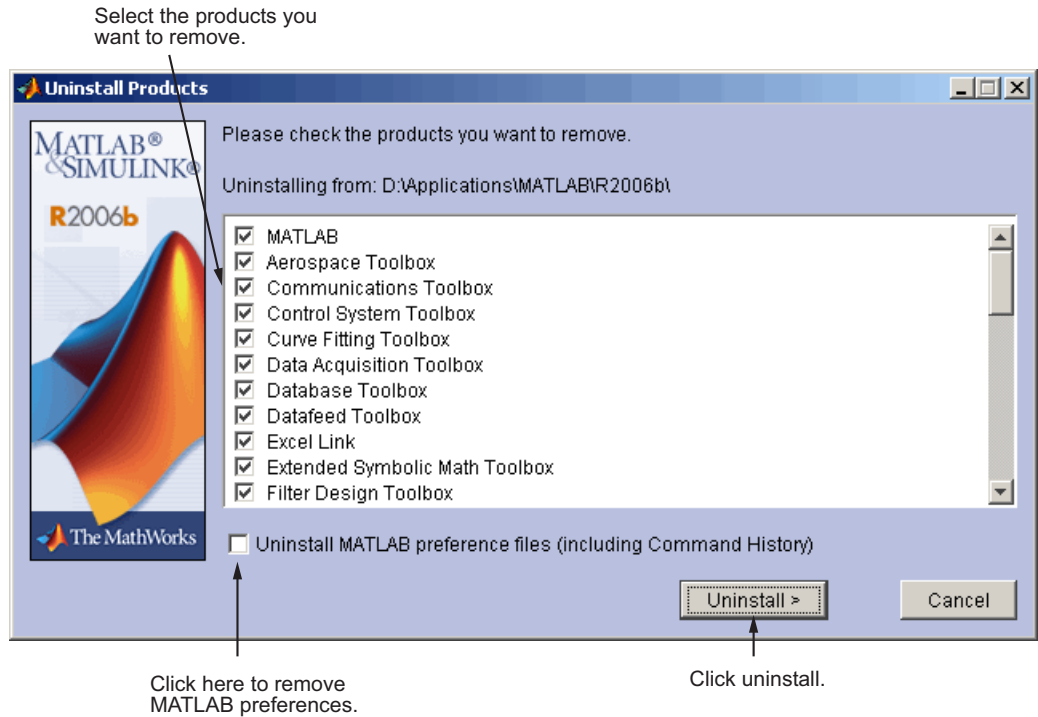 Select the products you
want to remove.
Uninstall Products
MATLAB®
&SIMULINK®
R2006b
The MathWorks
Please check the products you want to remove.
Uninstalling from: D:\Applications\MATLAB\R2006b\
MATLAB
Aerospace Toolbox
Communications Toolbox
Control System Toolbox
Curve Fitting Toolbox
Data Acquisition Toolbox
Database Toolbox
Datafeed Toolbox
Excel Link
Extended Symbolic Math Toolbox
Filter Design Toolbox
Uninstall MATLAB preference files (including Command History)
Uninstall >
Cancel
Click here to remove
MATLAB preferences.
Click uninstall.